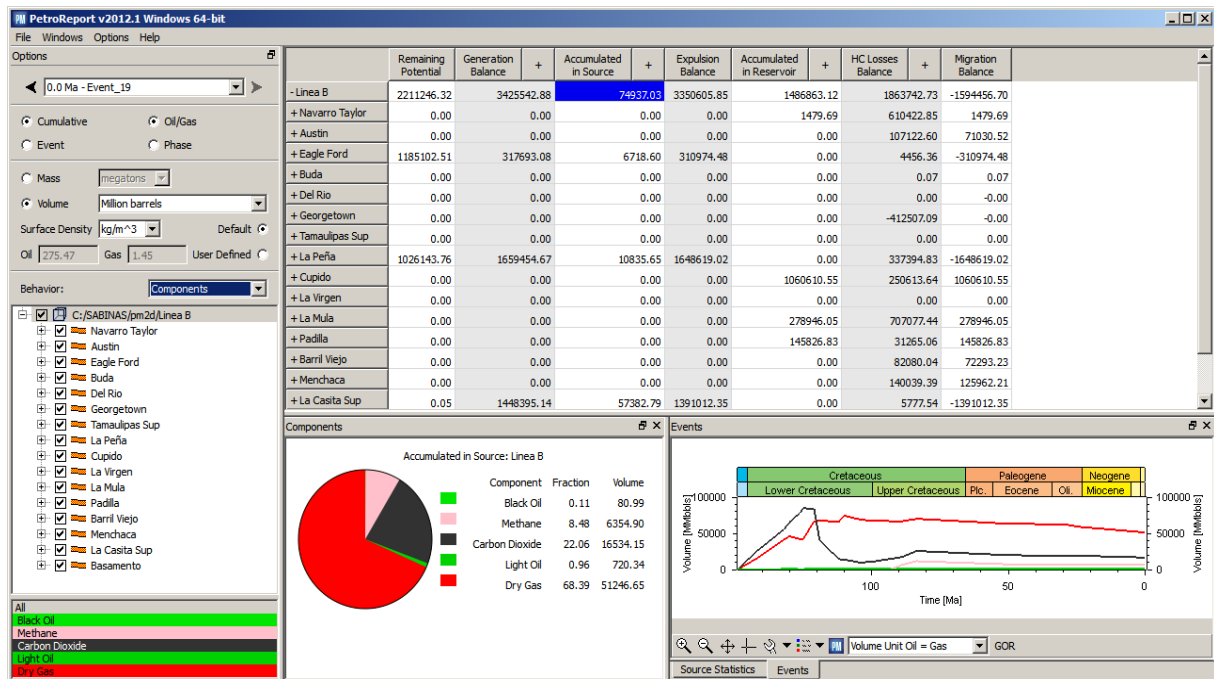 PetroReport v2012.1 Windows 64-bit
File Windows Options Help
Options
0.0 Ma - Event_19
Cumulative Oil/Gas
Event Phase
Mass megatons
Volume Million barrels
Surface Density kg/m^3 Default
Oil 275.47 Gas 1.45 User Defined
Behavior: Components
C:/SABINAS/pm2d/Linea B
Navarro Taylor
Austin
Eagle Ford
Buda
Del Rio
Georgetown
Tamaulipas Sup
La Peña
Cupido
La Virgen
La Mula
Padilla
Barril Viejo
Menchaca
La Casita Sup
Basamento
All
Black Oil
Methane
Carbon Dioxide
Light Oil
Dry Gas
Remaining Potential Generation Balance + Accumulated in Source + Expulsion Balance Accumulated in Reservoir + HC Losses Balance + Migration Balance
- Linea B 2211246.32 3425542.88 74937.03 3350605.85 1486863.12 1863742.73 -1594456.70
+ Navarro Taylor 0.00 0.00 0.00 0.00 1479.69 610422.85 1479.69
+ Austin 0.00 0.00 0.00 0.00 0.00 107122.60 71030.52
+ Eagle Ford 1185102.51 317693.08 6718.60 310974.48 0.00 4456.36 -310974.48
+ Buda 0.00 0.00 0.00 0.00 0.00 0.07 0.07
+ Del Rio 0.00 0.00 0.00 0.00 0.00 0.00 -0.00
+ Georgetown 0.00 0.00 0.00 0.00 0.00 -412507.09 -0.00
+ Tamaulipas Sup 0.00 0.00 0.00 0.00 0.00 0.00 0.00
+ La Peña 1026143.76 1659454.67 10835.65 1648619.02 0.00 337394.83 -1648619.02
+ Cupido 0.00 0.00 0.00 0.00 1060610.55 250613.64 1060610.55
+ La Virgen 0.00 0.00 0.00 0.00 0.00 0.00 0.00
+ La Mula 0.00 0.00 0.00 0.00 278946.05 707077.44 278946.05
+ Padilla 0.00 0.00 0.00 0.00 145826.83 31265.06 145826.83
+ Barril Viejo 0.00 0.00 0.00 0.00 0.00 82080.04 72293.23
+ Menchaca 0.00 0.00 0.00 0.00 0.00 140039.39 125962.21
+ La Casita Sup 0.05 1448395.14 57382.79 1391012.35 0.00 5777.54 -1391012.35
Components
Accumulated in Source: Linea B
Component Fraction Volume
Black Oil 0.11 80.99
Methane 8.48 6354.90
Carbon Dioxide 22.06 16534.15
Light Oil 0.96 720.34
Dry Gas 68.39 51246.65
Events
Cretaceous Paleogene Neogene
Lower Cretaceous Upper Cretaceous Plc. Eocene Oli. Miocene
Volume [MMbbls]
100000
50000
0
100000
50000
0
Volume [MMbbls]
100 50 0
Time [Ma]
PM Volume Unit Oil = Gas GOR
Source Statistics Events